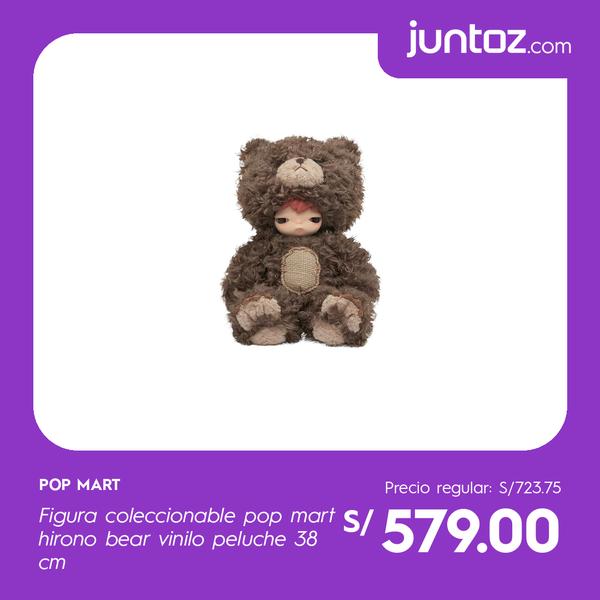 juntoz.com
POP MART
Figura coleccionable pop mart
hirono bear vinilo peluche 38
cm
Precio regular: S/723.75
S/ 579.00